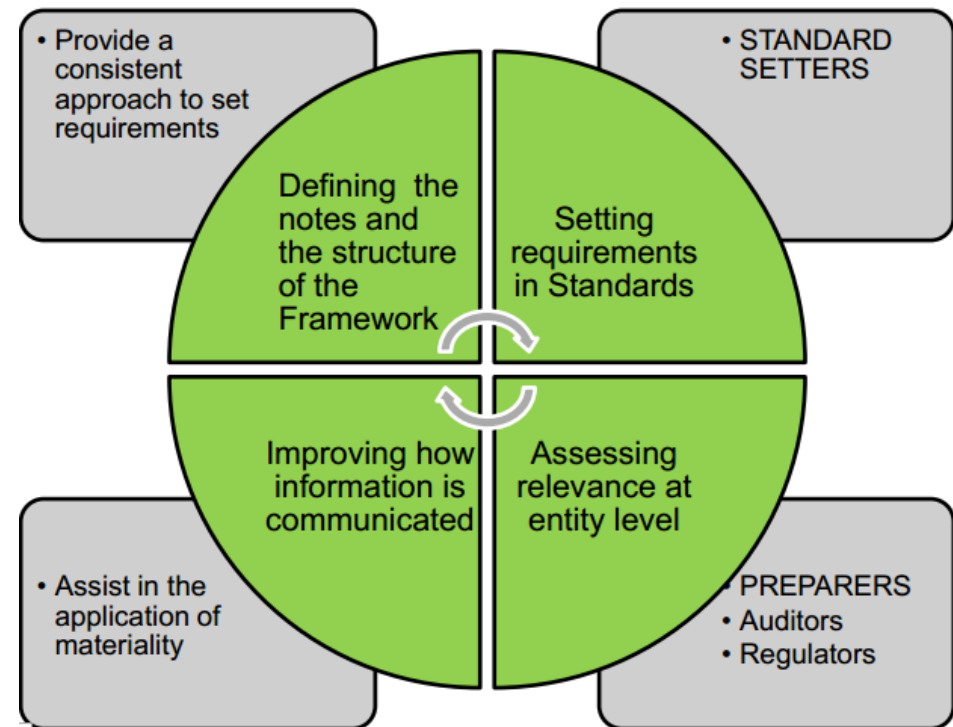 • Provide a
consistent
approach to set
requirements
• STANDARD
SETTERS
Defining the
notes and
the structure
of the
Framework
Setting
requirements
in Standards
Improving how
information is
communicated
Assessing
relevance at
entity level
• Assist in the
application of
materiality
• PREPARERS
• Auditors
• Regulators